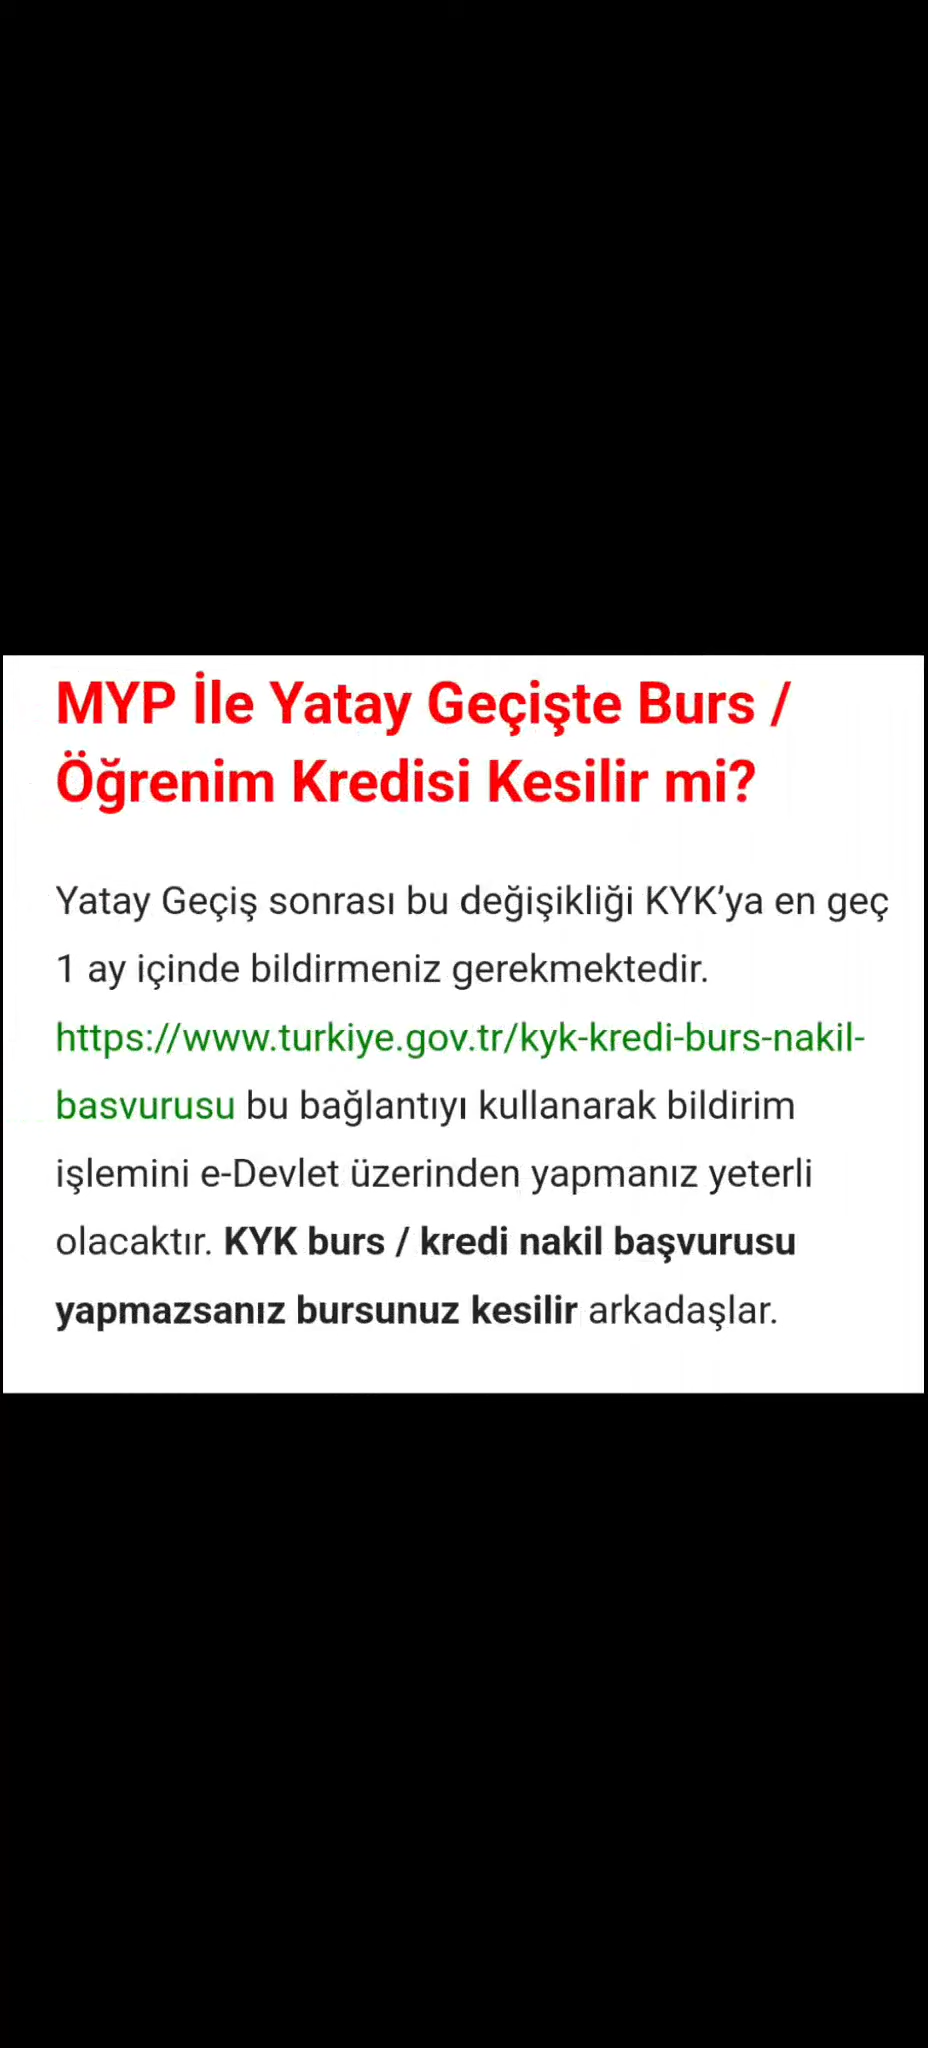 MYP İle Yatay Geçişte Burs /
Öğrenim Kredisi Kesilir mi?
Yatay Geçiş sonrası bu değişikliği KYK’ya en geç
1 ay içinde bildirmeniz gerekmektedir.
https://www.turkiye.gov.tr/kyk-kredi-burs-nakil-
basvurusu bu bağlantıyı kullanarak bildirim
işlemini e-Devlet üzerinden yapmanız yeterli
olacaktır. KYK burs / kredi nakil başvurusu
yapmazsanız bursunuz kesilir arkadaşlar.